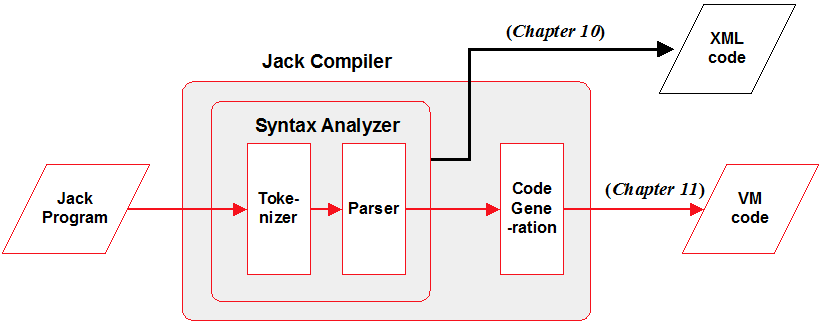 (Chapter 10)
XML
code
Jack Compiler
Syntax Analyzer
Jack
Program
Toke-
nizer
Parser
Code
Gene
-ration
(Chapter 11)
VM
code